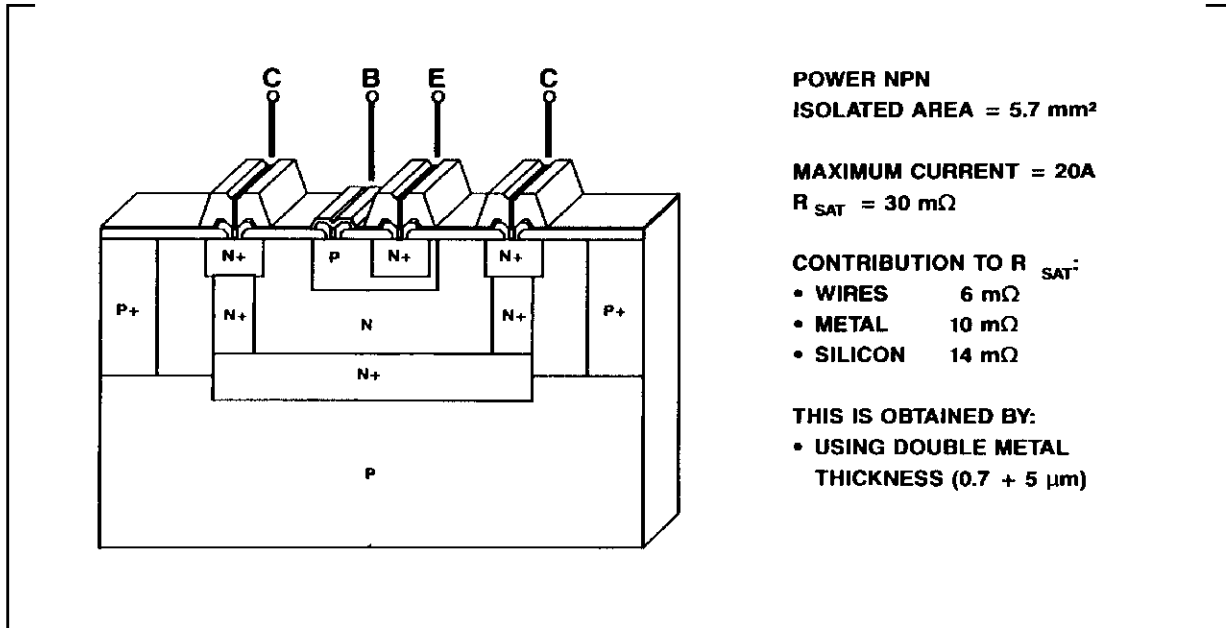 C B E C
N+ P N+ N+
P+ N+ N N+ P+
N+
P
POWER NPN
ISOLATED AREA = 5.7 mm²
MAXIMUM CURRENT = 20A
R SAT = 30 mΩ
CONTRIBUTION TO R SAT:
• WIRES 6 mΩ
• METAL 10 mΩ
• SILICON 14 mΩ
THIS IS OBTAINED BY:
• USING DOUBLE METAL
THICKNESS (0.7 + 5 µm)